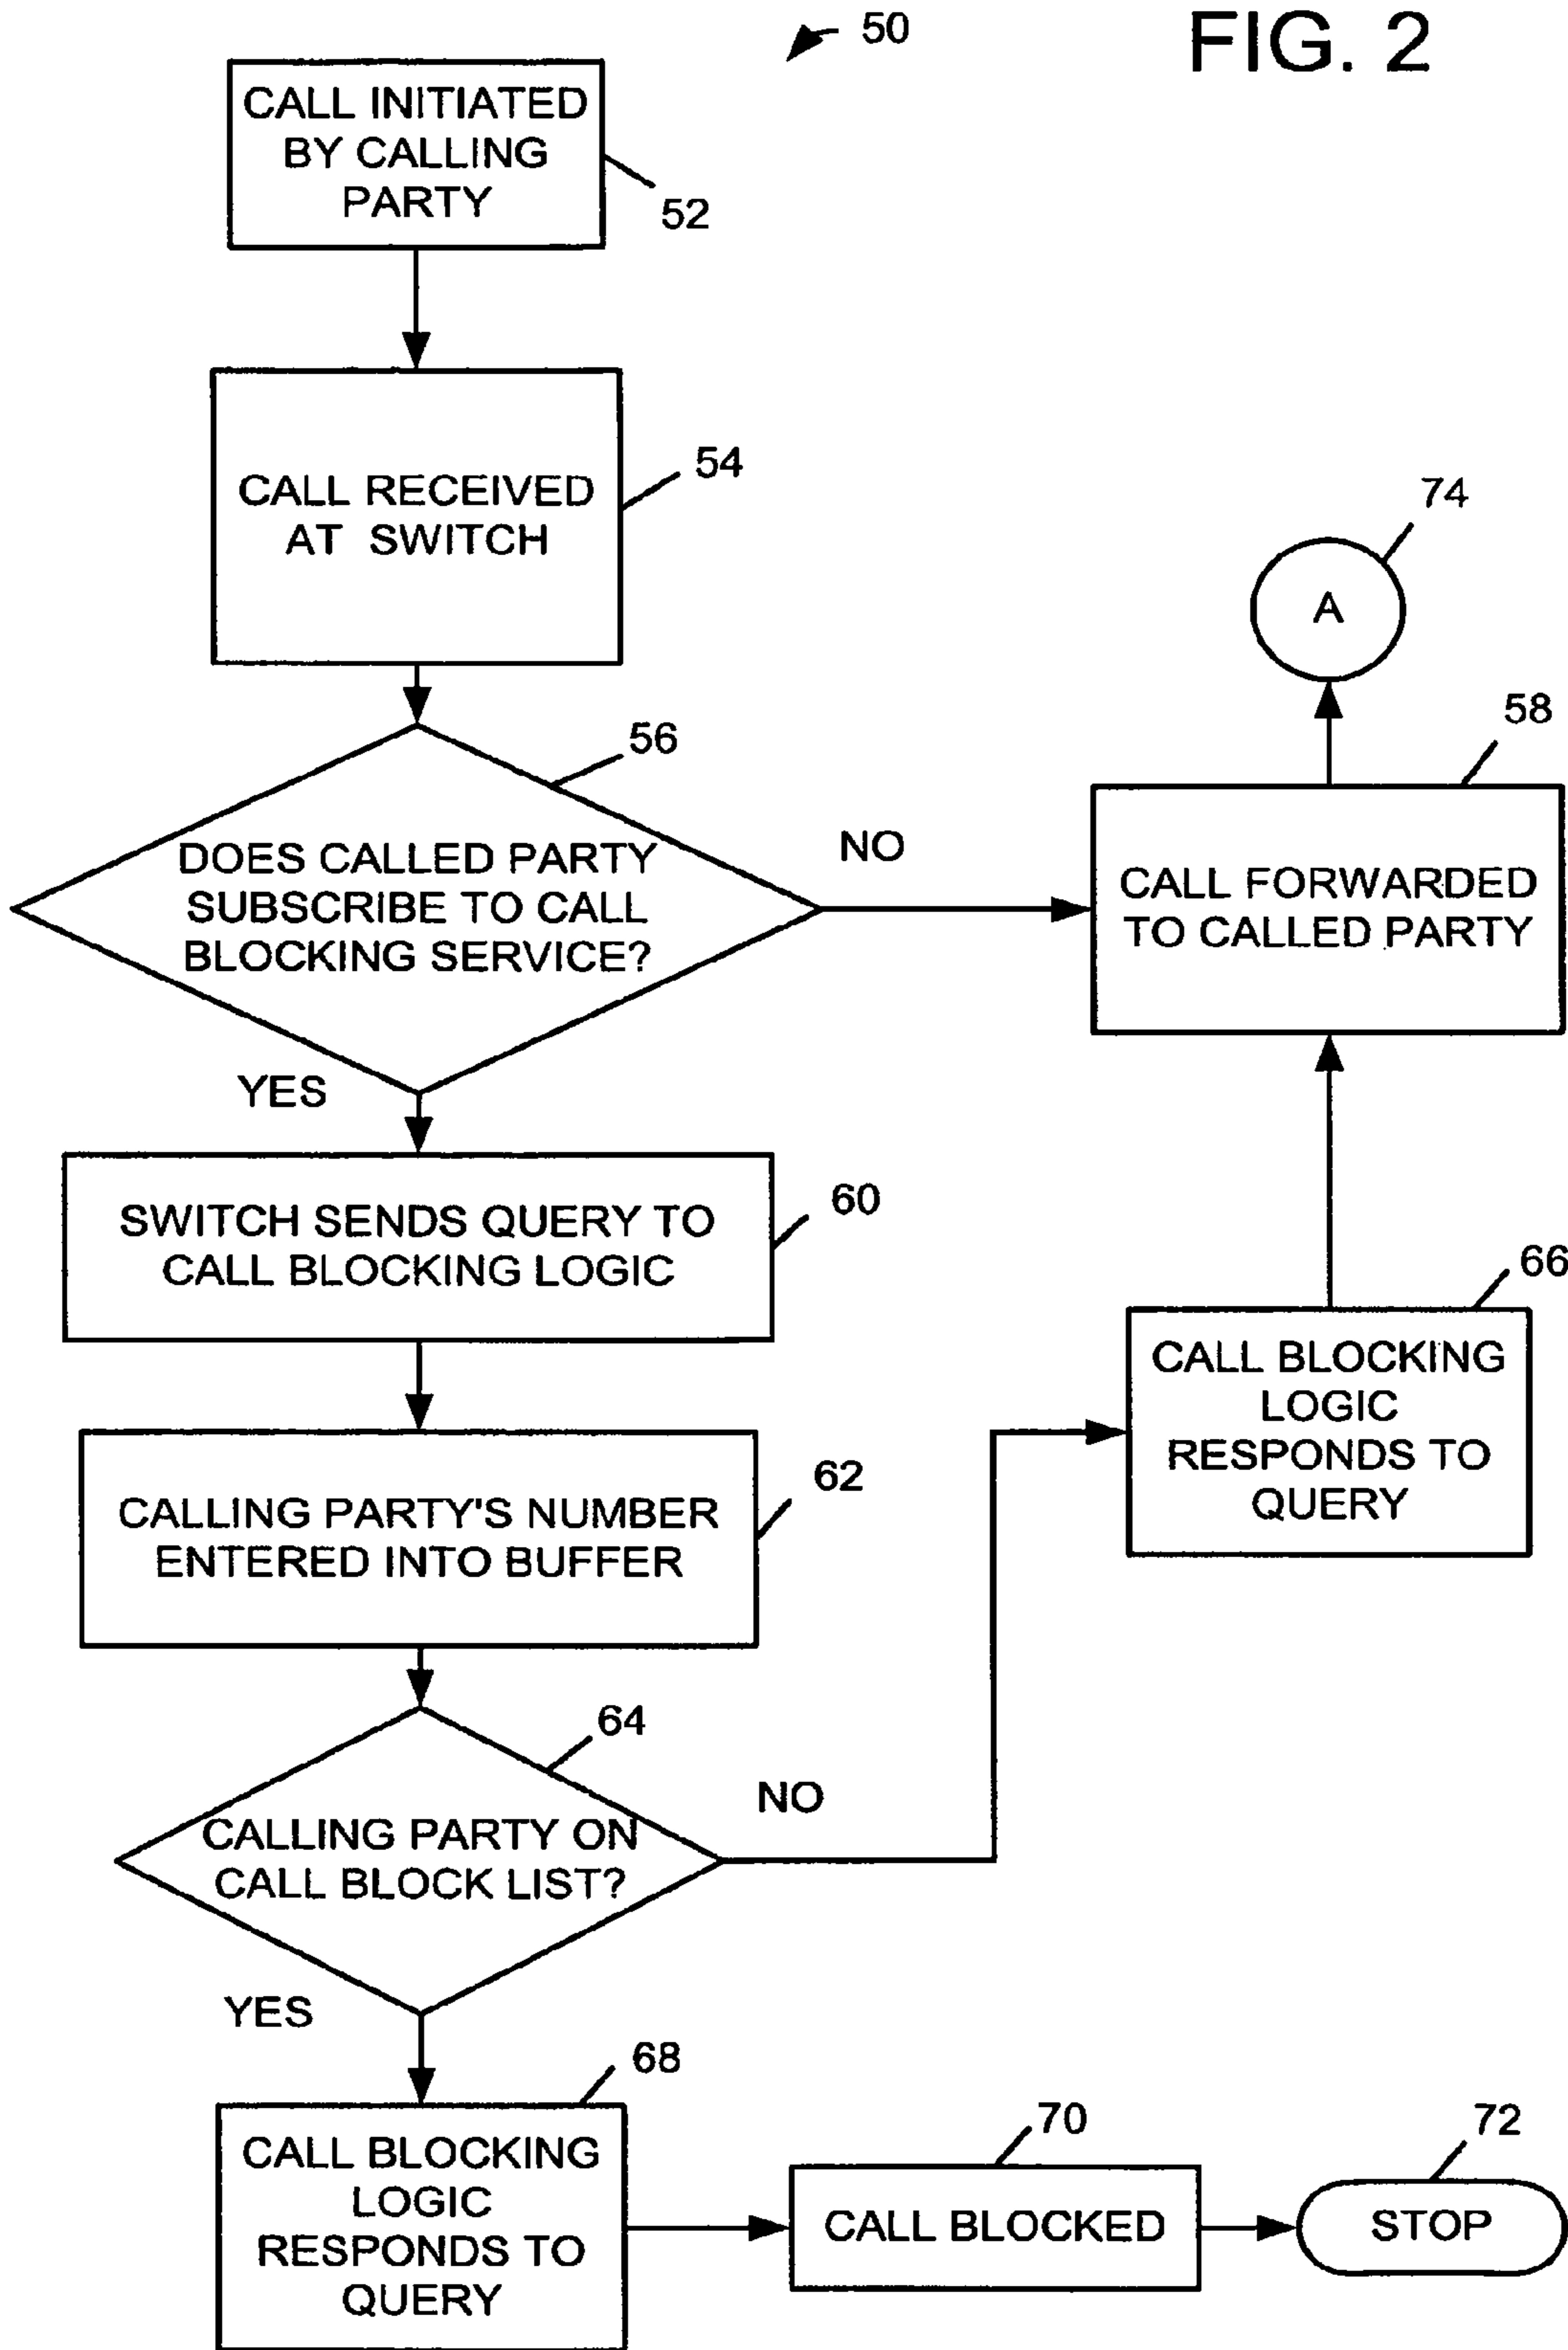 50
FIG. 2
CALL INITIATED
BY CALLING
PARTY
52
CALL RECEIVED
AT SWITCH
54
74
A
56
58
DOES CALLED PARTY
SUBSCRIBE TO CALL
BLOCKING SERVICE?
NO
CALL FORWARDED
TO CALLED PARTY
YES
SWITCH SENDS QUERY TO
CALL BLOCKING LOGIC
60
66
CALL BLOCKING
LOGIC
RESPONDS TO
QUERY
CALLING PARTY'S NUMBER
ENTERED INTO BUFFER
62
64
CALLING PARTY ON
CALL BLOCK LIST?
NO
YES
68
CALL BLOCKING
LOGIC
RESPONDS TO
QUERY
70
CALL BLOCKED
72
STOP